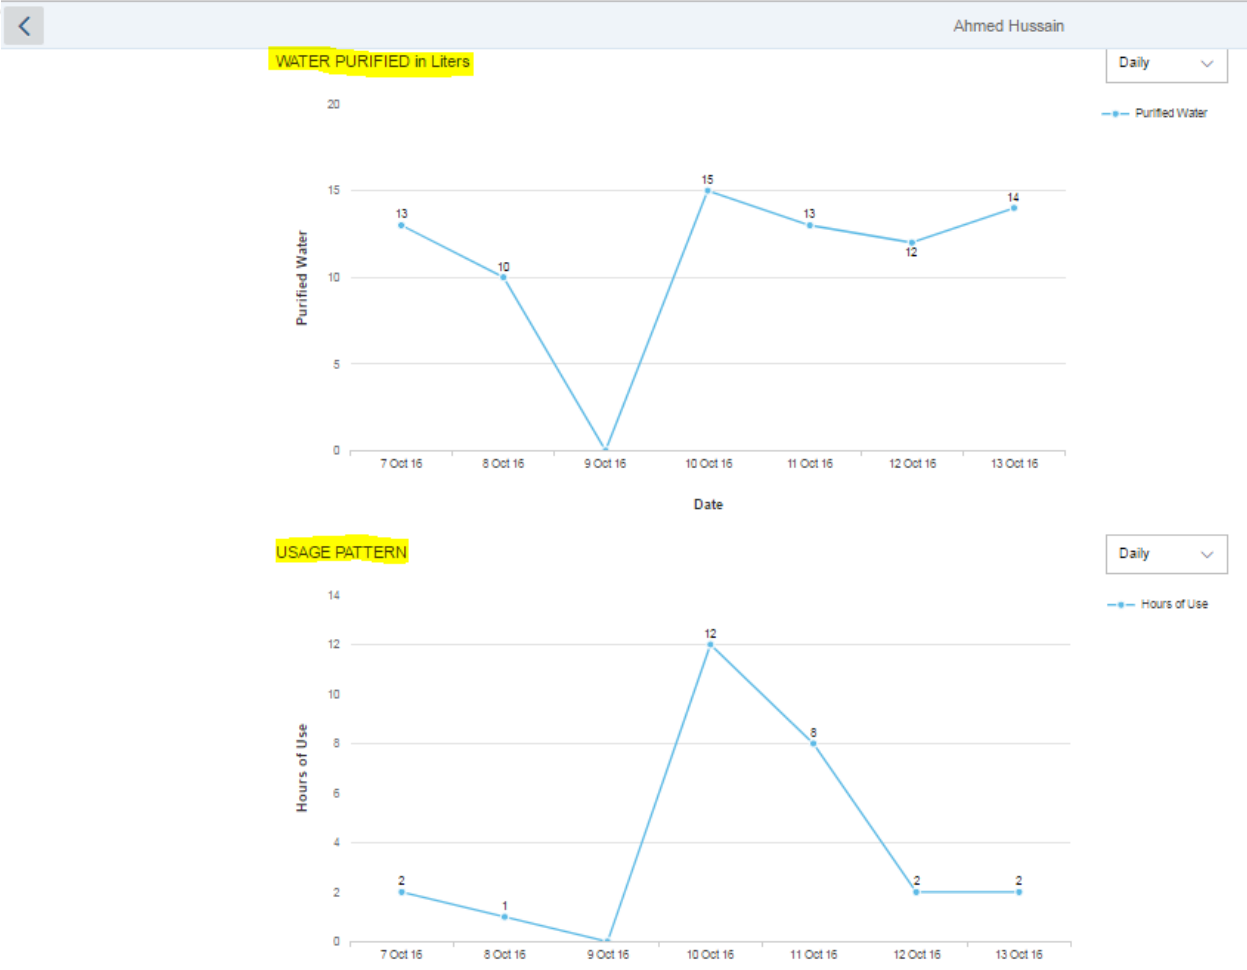 Ahmed Hussain
WATER PURIFIED in Liters
Daily
Purified Water
20
15
10
5
0
Purified Water
13
10
15
13
12
14
7 Oct 16
8 Oct 16
9 Oct 16
10 Oct 16
11 Oct 16
12 Oct 16
13 Oct 16
Date
USAGE PATTERN
Daily
Hours of Use
14
12
10
8
6
4
2
0
Hours of Use
2
1
12
8
2
2
7 Oct 16
8 Oct 16
9 Oct 16
10 Oct 16
11 Oct 16
12 Oct 16
13 Oct 16